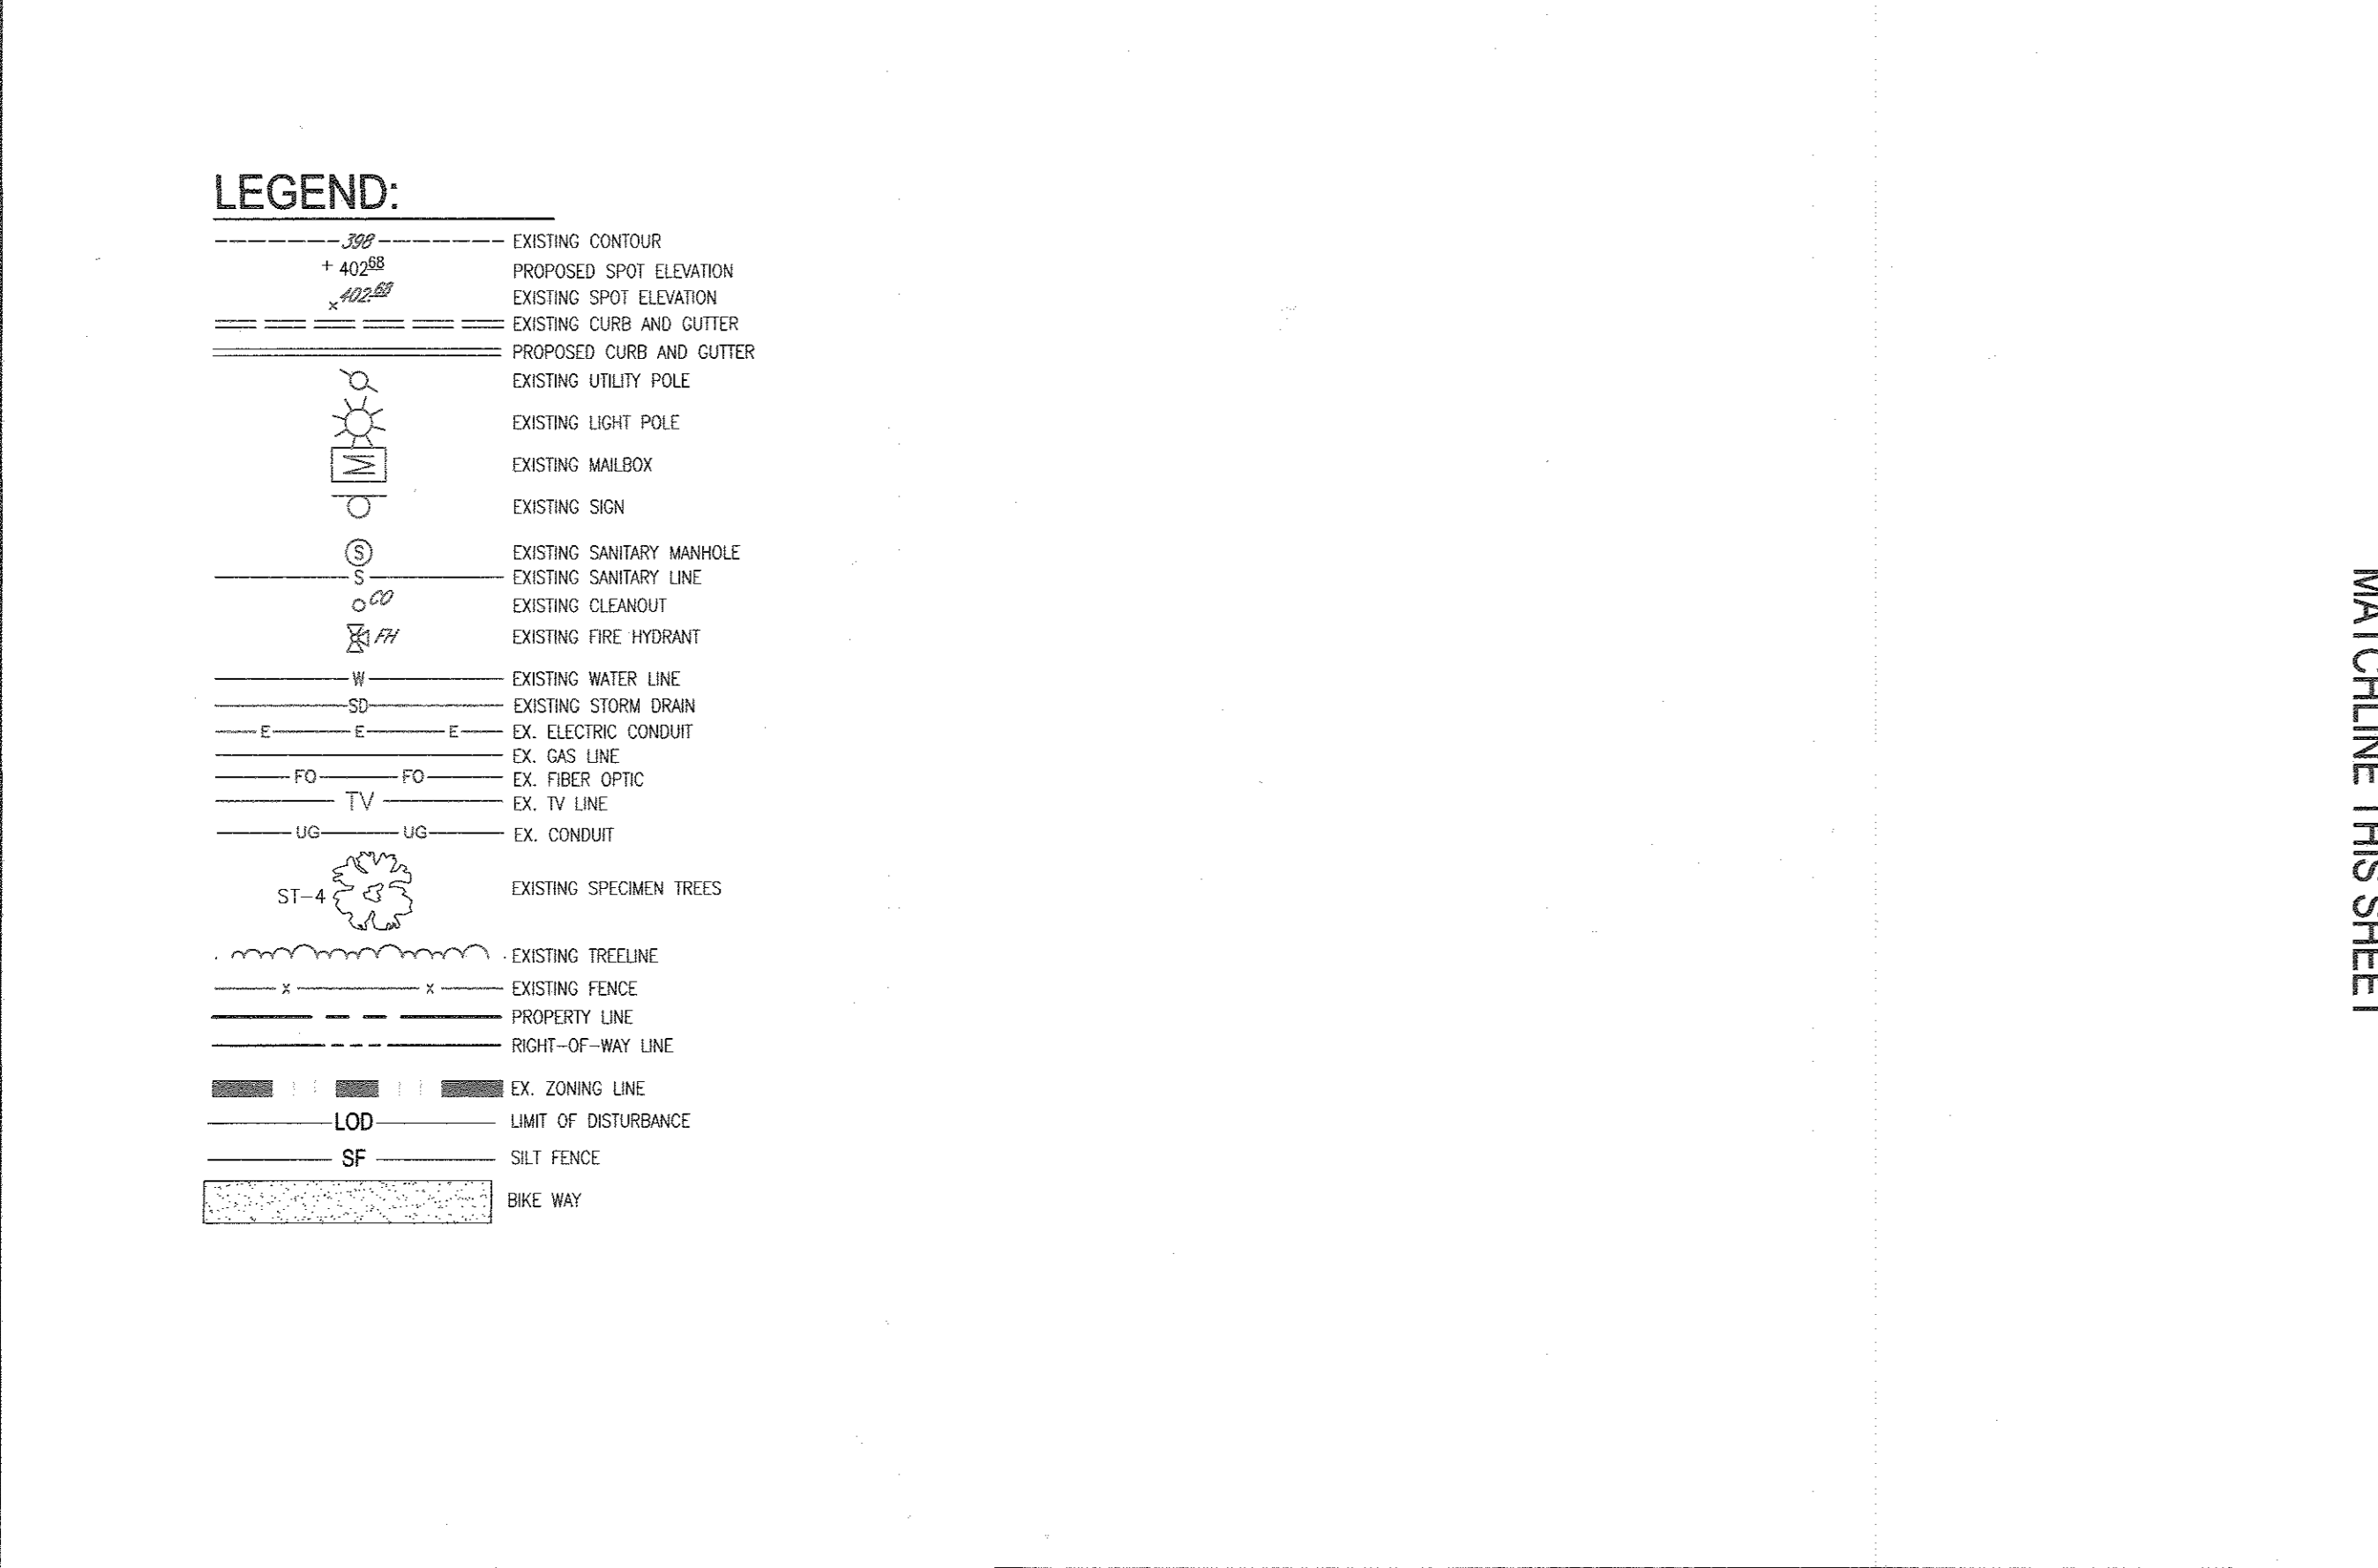 LEGEND:
398 EXISTING CONTOUR
+ 402 68 PROPOSED SPOT ELEVATION
x 402.68 EXISTING SPOT ELEVATION
EXISTING CURB AND GUTTER
PROPOSED CURB AND GUTTER
EXISTING UTILITY POLE
EXISTING LIGHT POLE
M EXISTING MAILBOX
EXISTING SIGN
S EXISTING SANITARY MANHOLE
S EXISTING SANITARY LINE
CO EXISTING CLEANOUT
FH EXISTING FIRE HYDRANT
W EXISTING WATER LINE
SD EXISTING STORM DRAIN
E E E EX. ELECTRIC CONDUIT
EX. GAS LINE
FO FO EX. FIBER OPTIC
TV EX. TV LINE
UG UG EX. CONDUIT
ST-4 EXISTING SPECIMEN TREES
EXISTING TREELINE
x x EXISTING FENCE
PROPERTY LINE
RIGHT-OF-WAY LINE
EX. ZONING LINE
LOD LIMIT OF DISTURBANCE
SF SILT FENCE
BIKE WAY
MATCHLINE THIS SHEET